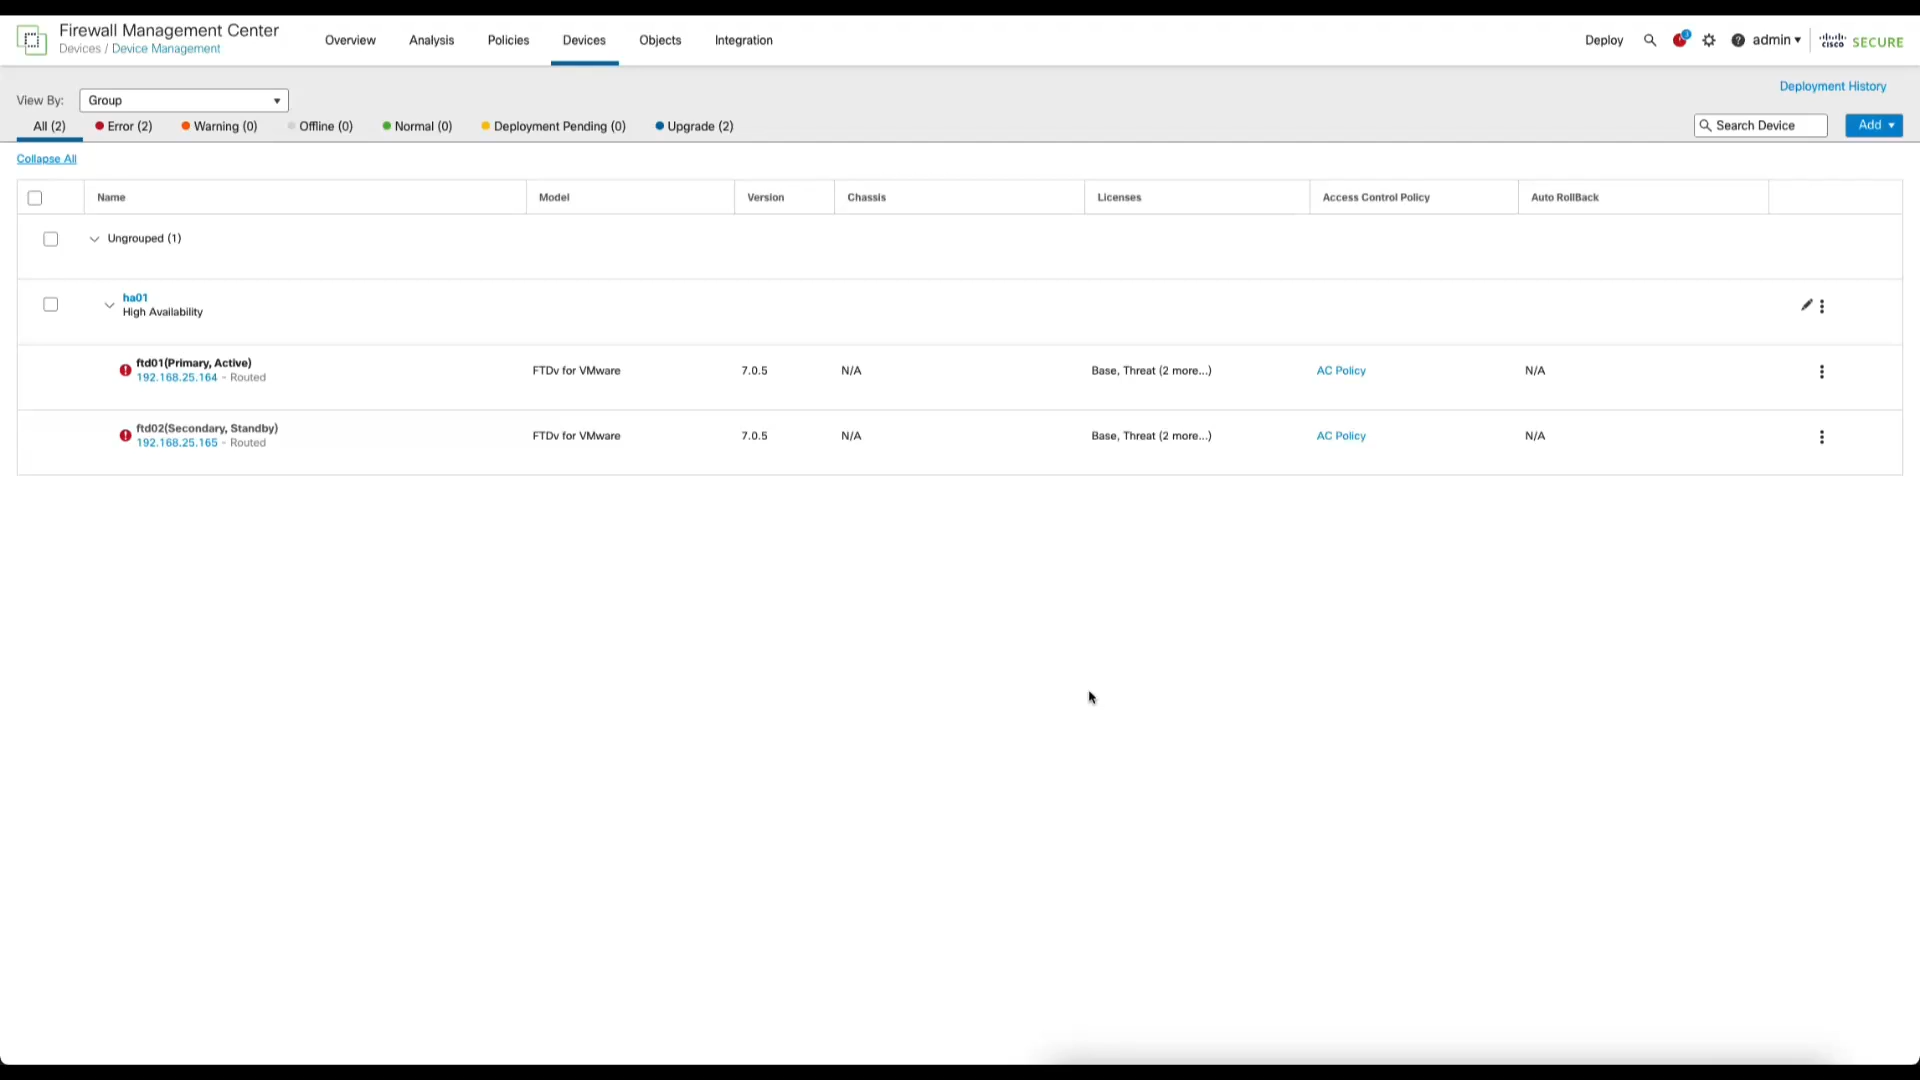 Firewall Management Center
Devices / Device Management
Overview Analysis Policies Devices Objects Integration
Deploy 3 ? admin cisco SECURE
Deployment History
View By: Group
All (2) Error (2) Warning (0) Offline (0) Normal (0) Deployment Pending (0) Upgrade (2)
Search Device Add
Collapse All
Name Model Version Chassis Licenses Access Control Policy Auto RollBack
Ungrouped (1)
ha01
High Availability
ftd01(Primary, Active)
192.168.25.164 - Routed
FTDv for VMware 7.0.5 N/A Base, Threat (2 more...) AC Policy N/A
ftd02(Secondary, Standby)
192.168.25.165 - Routed
FTDv for VMware 7.0.5 N/A Base, Threat (2 more...) AC Policy N/A